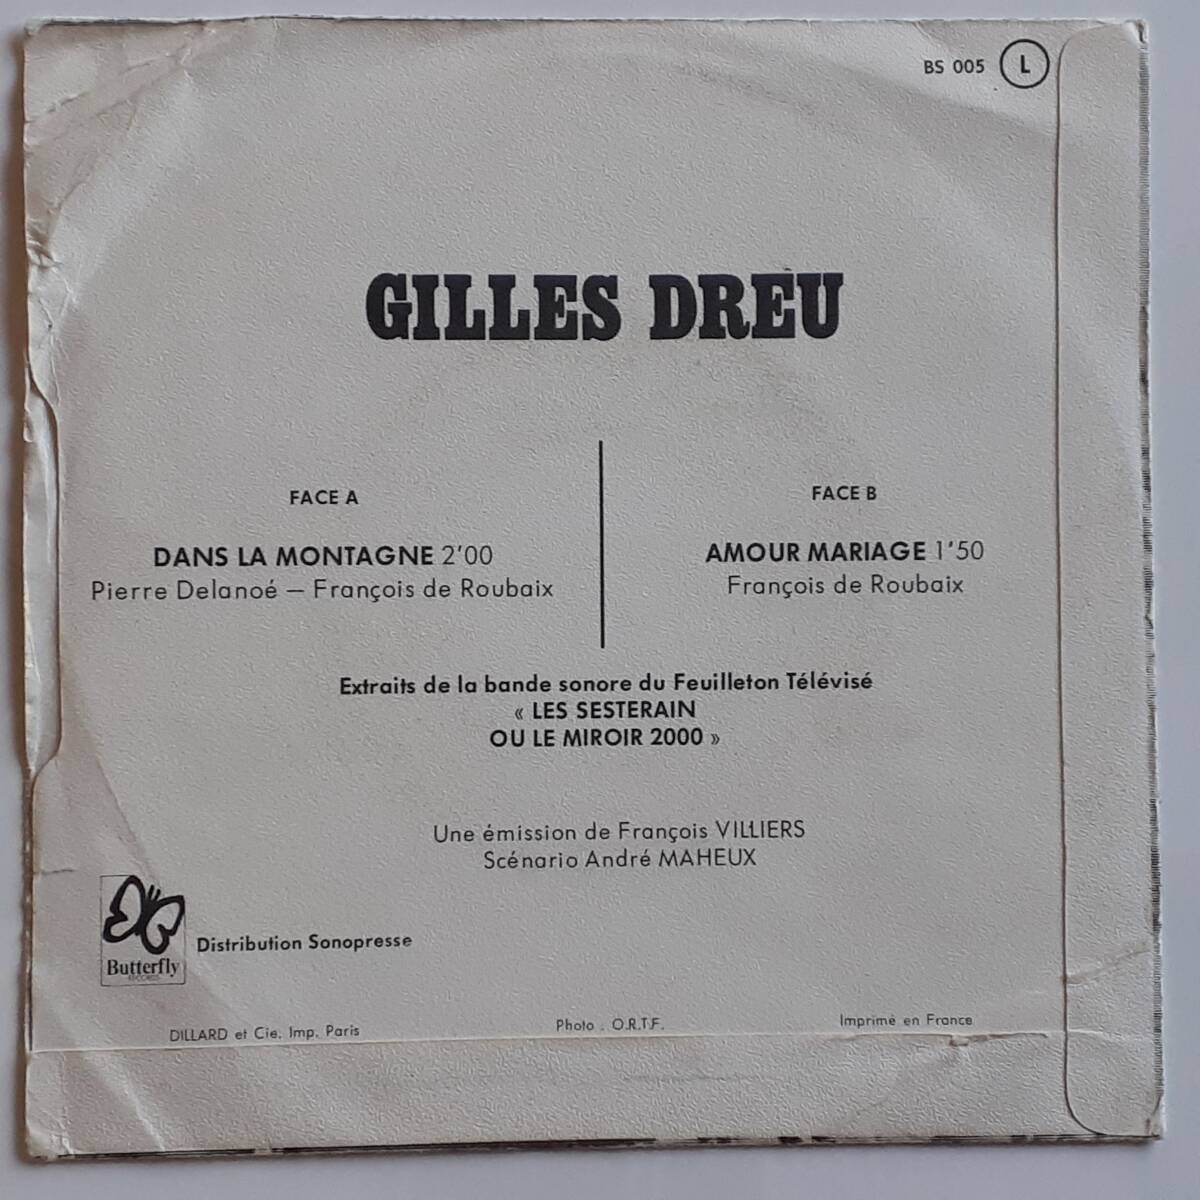 BS 005 L
GILLES DREU
FACE A
DANS LA MONTAGNE 2'00
Pierre Delanoé — François de Roubaix
FACE B
AMOUR MARIAGE 1'50
François de Roubaix
Extraits de la bande sonore du Feuilleton Télévisé
« LES SESTERAIN
OU LE MIROIR 2000 »
Une émission de François VILLIERS
Scénario André MAHEUX
Butterfly
RECORDS
Distribution Sonopresse
DILLARD et Cie. Imp. Paris
Photo : O.R.T.F.
Imprimé en France